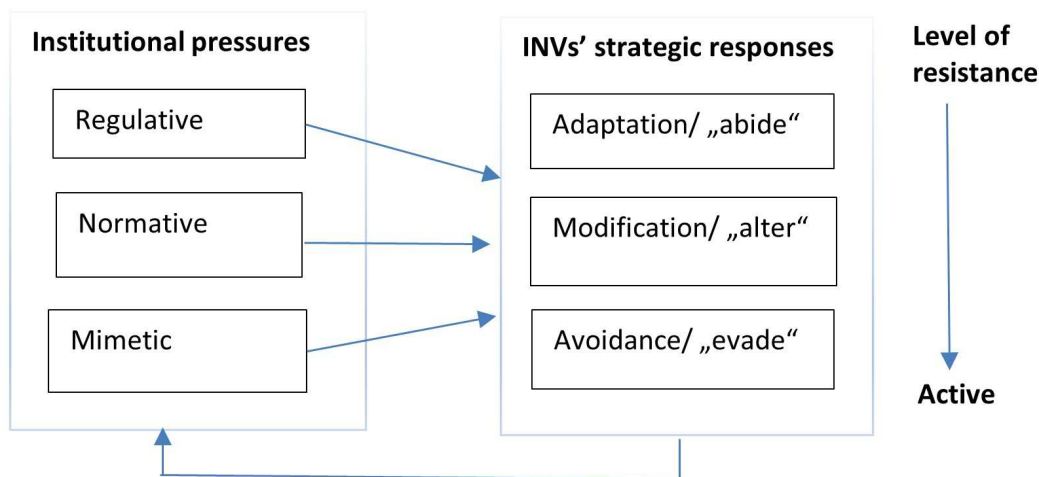 Institutional pressures
Regulative
Normative
Mimetic
INVs’ strategic responses
Adaptation/ „abide“
Modification/ „alter“
Avoidance/ „evade“
Level of
resistance
Active